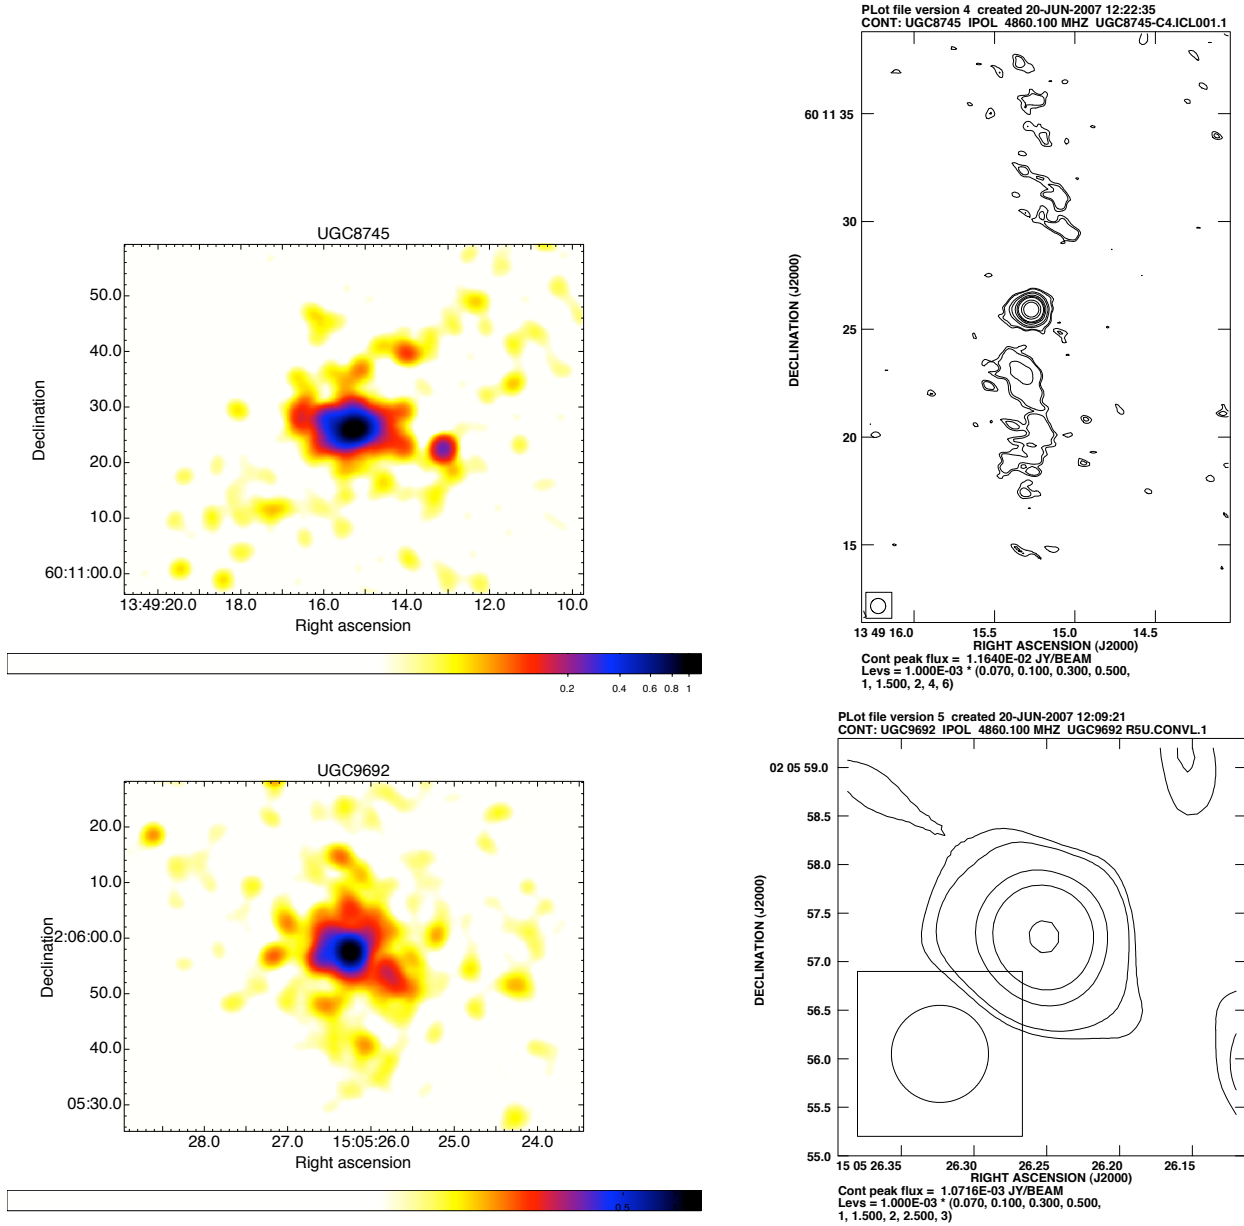 PLot file version 4 created 20-JUN-2007 12:22:35
CONT: UGC8745 IPOL 4860.100 MHZ UGC8745-C4.ICL001.1
UGC8745
Declination
50.0
40.0
30.0
20.0
10.0
60:11:00.0
13:49:20.0 18.0 16.0 14.0 12.0 10.0
Right ascension
0.2 0.4 0.6 0.8 1
DECLINATION (J2000)
60 11 35
30
25
20
15
13 49 16.0 15.5 15.0 14.5
RIGHT ASCENSION (J2000)
Cont peak flux = 1.1640E-02 JY/BEAM
Levs = 1.000E-03 * (0.070, 0.100, 0.300, 0.500,
1, 1.500, 2, 4, 6)
UGC9692
Declination
20.0
10.0
2:06:00.0
50.0
40.0
05:30.0
28.0 27.0 15:05:26.0 25.0 24.0
Right ascension
0.5
PLot file version 5 created 20-JUN-2007 12:09:21
CONT: UGC9692 IPOL 4860.100 MHZ UGC9692 R5U.CONVL.1
DECLINATION (J2000)
02 05 59.0
58.5
58.0
57.5
57.0
56.5
56.0
55.5
55.0
15 05 26.35 26.30 26.25 26.20 26.15
RIGHT ASCENSION (J2000)
Cont peak flux = 1.0716E-03 JY/BEAM
Levs = 1.000E-03 * (0.070, 0.100, 0.300, 0.500,
1, 1.500, 2, 2.500, 3)